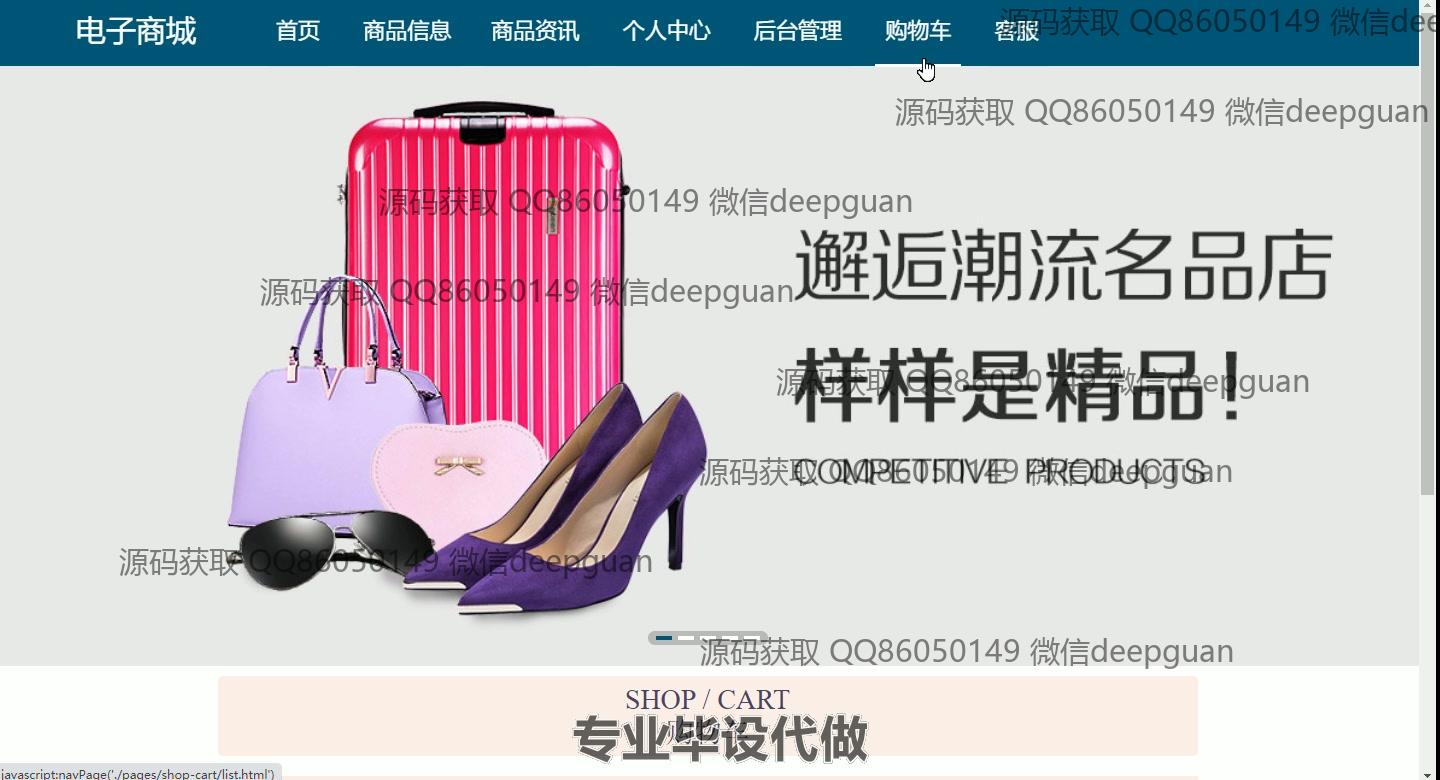 电子商城 首页 商品信息 商品资讯 个人中心 后台管理 购物车 客服
源码获取 QQ86050149 微信dee
源码获取 QQ86050149 微信deepguan
源码获取 QQ86050149 微信deepguan
邂逅潮流名品店
源码获取 QQ86050149 微信deepguan
样样是精品！
源码获取 QQ86050149 微信deepguan
COMPETITIVE PRODUCTS
源码获取 QQ86050149 微信deepguan
源码获取 QQ86050149 微信deepguan
源码获取 QQ86050149 微信deepguan
SHOP / CART
购物车
专业毕设代做
javascript:navPage('./pages/shop-cart/list.html')